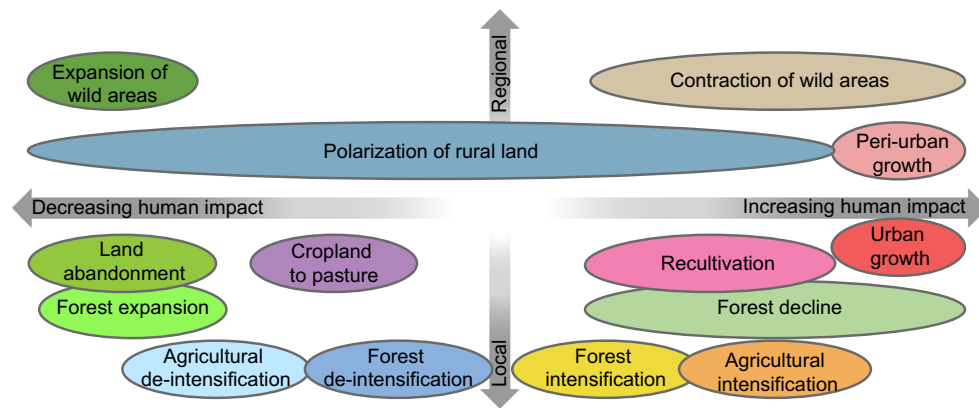 Regional
Expansion of
wild areas
Contraction of wild areas
Polarization of rural land
Peri-urban
growth
Decreasing human impact
Increasing human impact
Land
abandonment
Cropland
to pasture
Recultivation
Urban
growth
Forest expansion
Forest decline
Agricultural
de-intensification
Forest
de-intensification
Local
Forest
intensification
Agricultural
intensification